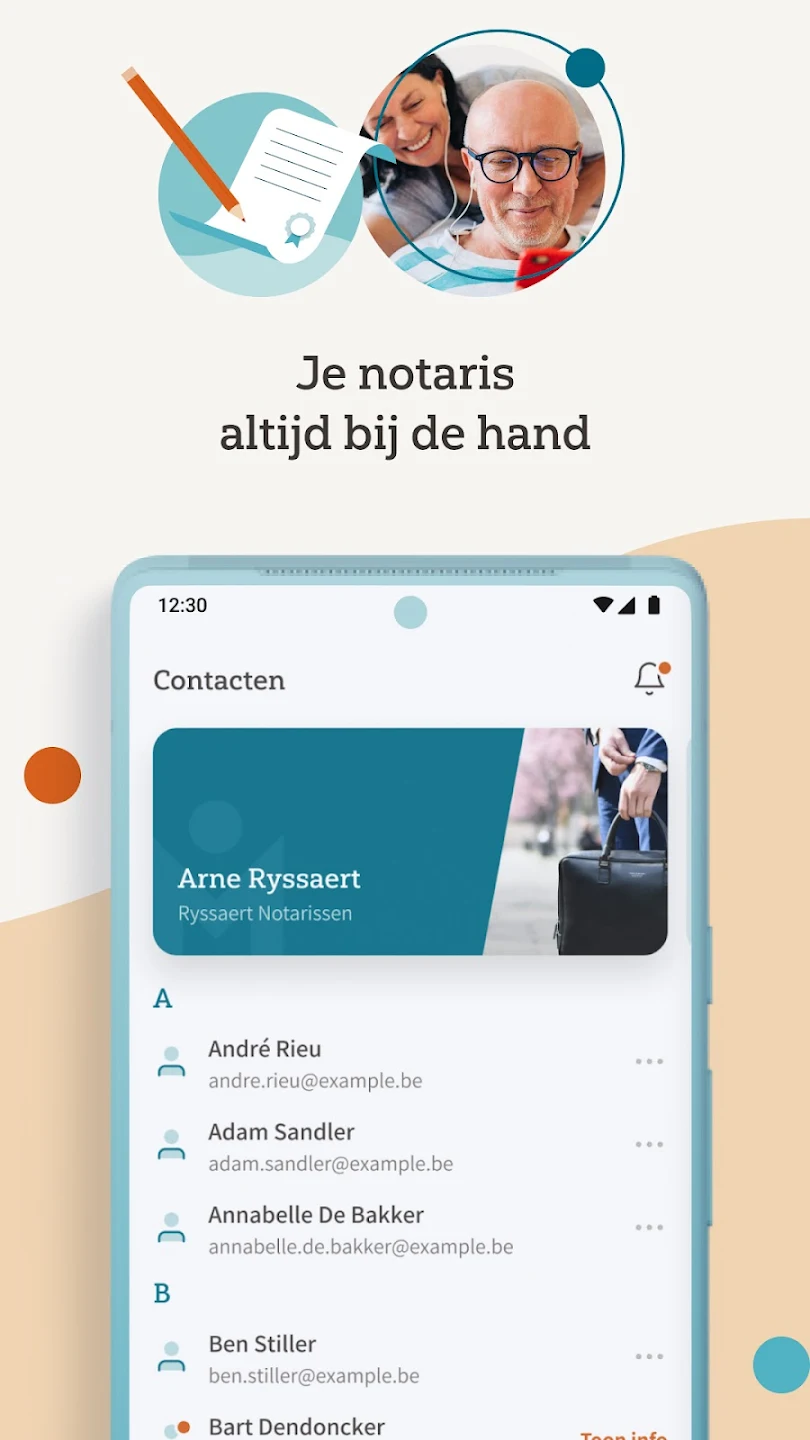 Je notaris
altijd bij de hand
12:30
Contacten
Arne Ryssaert
Ryssaert Notarissen
A
André Rieu
andre.rieu@example.be
Adam Sandler
adam.sandler@example.be
Annabelle De Bakker
annabelle.de.bakker@example.be
B
Ben Stiller
ben.stiller@example.be
Bart Dendoncker
Toon info